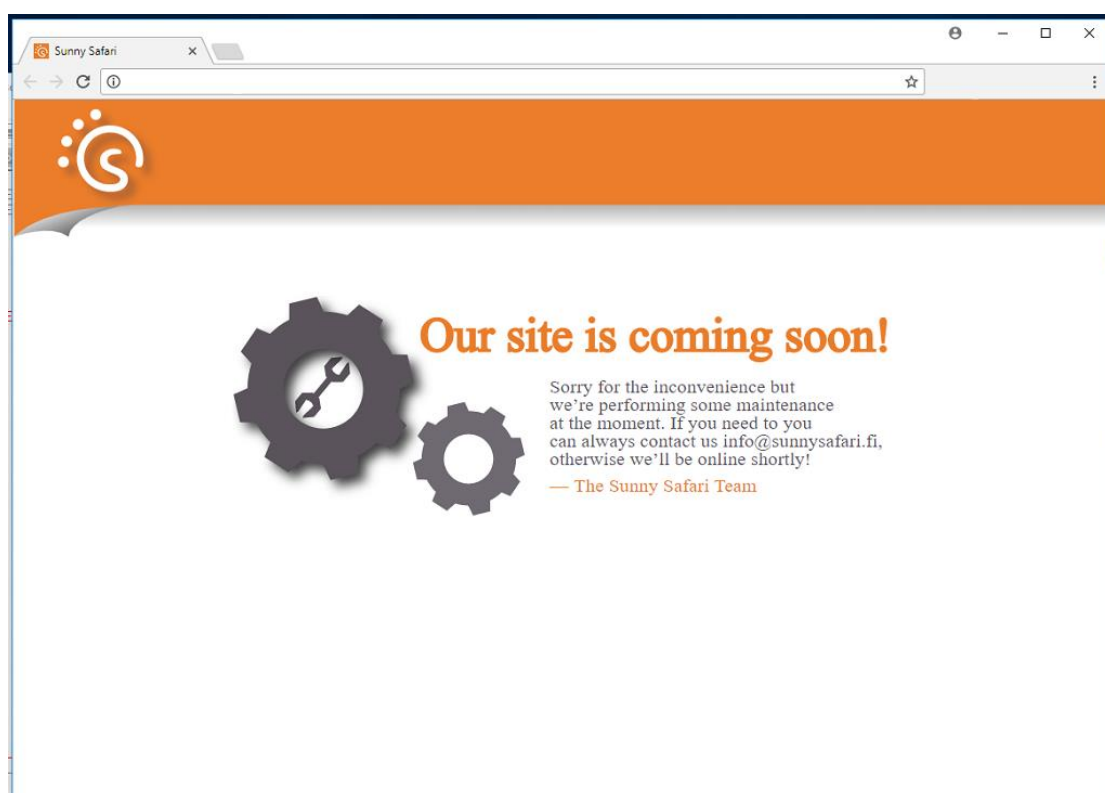 Sunny Safari
Our site is coming soon!
Sorry for the inconvenience but
we’re performing some maintenance
at the moment. If you need to you
can always contact us info@sunnysafari.fi,
otherwise we’ll be online shortly!
— The Sunny Safari Team